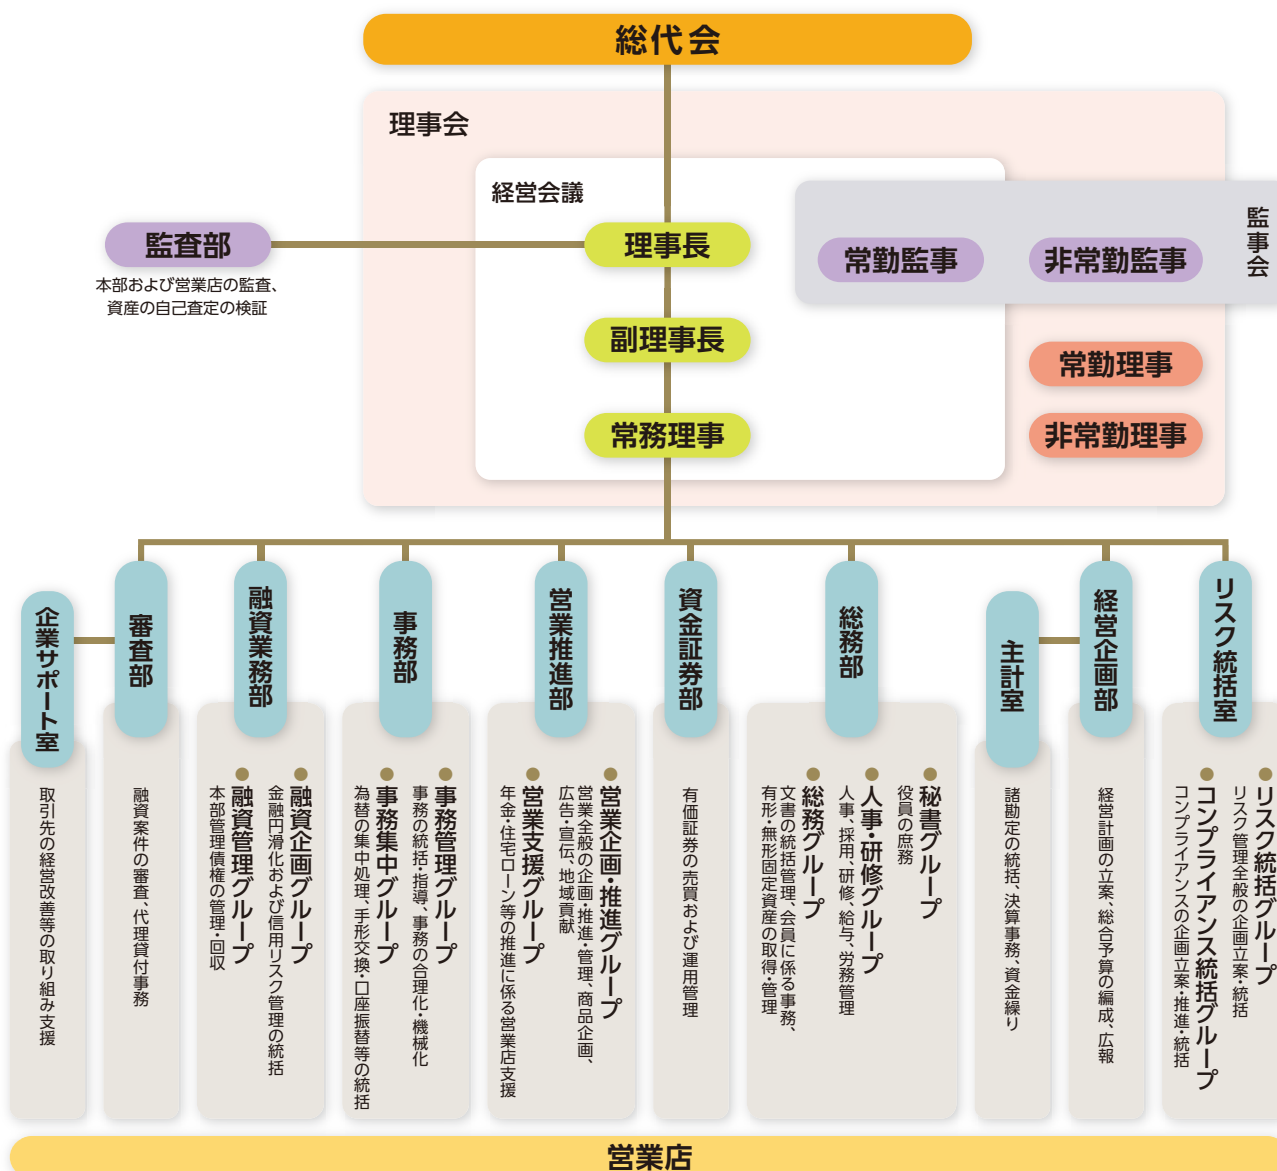 総代会
理事会
経営会議
監事会
監査部
本部および営業店の監査、
資産の自己査定の検証
理事長
常勤監事
非常勤監事
副理事長
常勤理事
常務理事
非常勤理事
リスク統括室
リスク統括グループ
リスク管理全般の企画立案・統括
コンプライアンス統括グループ
コンプライアンスの企画立案・推進・統括
経営企画部
経営計画の立案、総合予算の編成、広報
主計室
諸勘定の統括、決算事務、資金繰り
総務部
秘書グループ
役員の庶務
人事・研修グループ
人事、採用、研修、給与、労務管理
総務グループ
文書の統括管理、会員に係る事務、
有形・無形固定資産の取得・管理
資金証券部
有価証券の売買および運用管理
営業推進部
営業企画・推進グループ
営業全般の企画・推進・管理、商品企画、
広告・宣伝、地域貢献
営業支援グループ
年金・住宅ローン等の推進に係る営業店支援
事務部
事務管理グループ
事務の統括・指導、事務の合理化・機械化
事務集中グループ
為替の集中処理、手形交換・口座振替等の統括
融資業務部
融資企画グループ
金融円滑化および信用リスク管理の統括
融資管理グループ
本部管理債権の管理・回収
審査部
融資案件の審査、代理貸付事務
企業サポート室
取引先の経営改善等の取り組み支援
営業店